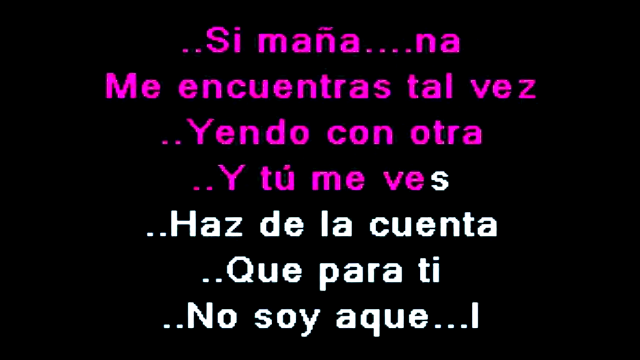 ..Si maña....na
Me encuentras tal vez
..Yendo con otra
..Y tú me ves
..Haz de la cuenta
..Que para ti
..No soy aque...l